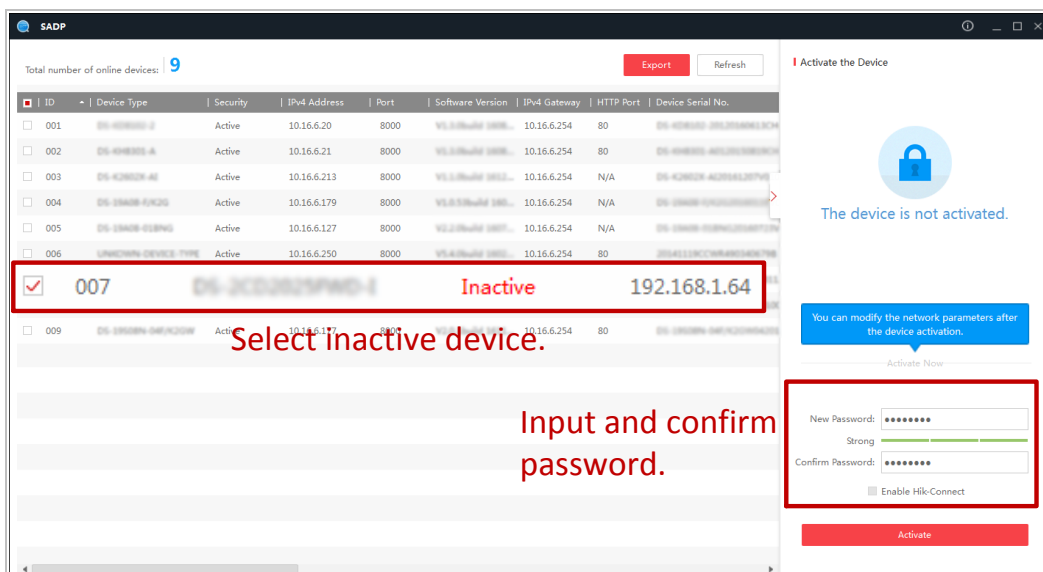 SADP
Total number of online devices: 9
Export Refresh
ID Device Type Security IPv4 Address Port Software Version IPv4 Gateway HTTP Port Device Serial No.
001 Active 10.16.6.20 8000 10.16.6.254 80
002 Active 10.16.6.21 8000 10.16.6.254 80
003 Active 10.16.6.213 8000 10.16.6.254 N/A
004 Active 10.16.6.179 8000 10.16.6.254 N/A
005 Active 10.16.6.127 8000 10.16.6.254 N/A
006 Active 10.16.6.250 8000 10.16.6.254 80
007 Inactive 192.168.1.64
009 10.16.6.254 80
Select inactive device.
Input and confirm
password.
Activate the Device
The device is not activated.
You can modify the network parameters after
the device activation.
Activate Now
New Password: ●●●●●●●●
Strong
Confirm Password: ●●●●●●●●
Enable Hik-Connect
Activate